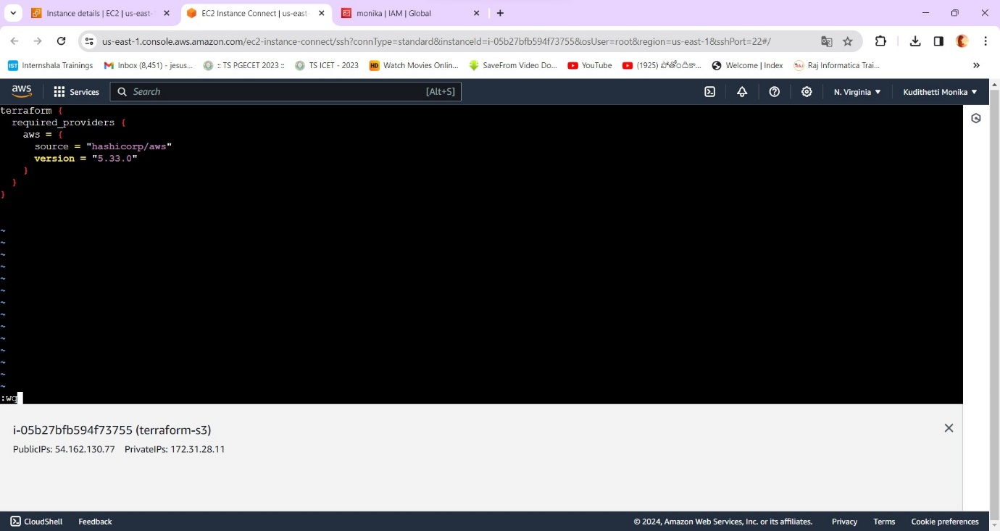 Instance details | EC2 | us-east-
EC2 Instance Connect | us-east-
monika | IAM | Global
us-east-1.console.aws.amazon.com/ec2-instance-connect/ssh?connType=standard&instanceId=i-05b27bfb594f73755&osUser=root&region=us-east-1&sshPort=22#/
IST Internshala Trainings
Inbox (8,451) - jesus...
:: TS PGECET 2023 ::
TS ICET - 2023
HD Watch Movies Onlin...
SaveFrom Video Do...
YouTube
(1925) పోతోందికా...
Welcome | Index
Raj Informatica Trai...
aws
Services
Search
[Alt+S]
N. Virginia
Kudithetti Monika
terraform {
  required_providers {
    aws = {
      source = "hashicorp/aws"
      version = "5.33.0"
    }
  }
}
~
~
~
~
~
~
~
~
~
~
~
~
~
~
:wq
i-05b27bfb594f73755 (terraform-s3)
PublicIPs: 54.162.130.77 PrivateIPs: 172.31.28.11
CloudShell
Feedback
© 2024, Amazon Web Services, Inc. or its affiliates.
Privacy
Terms
Cookie preferences